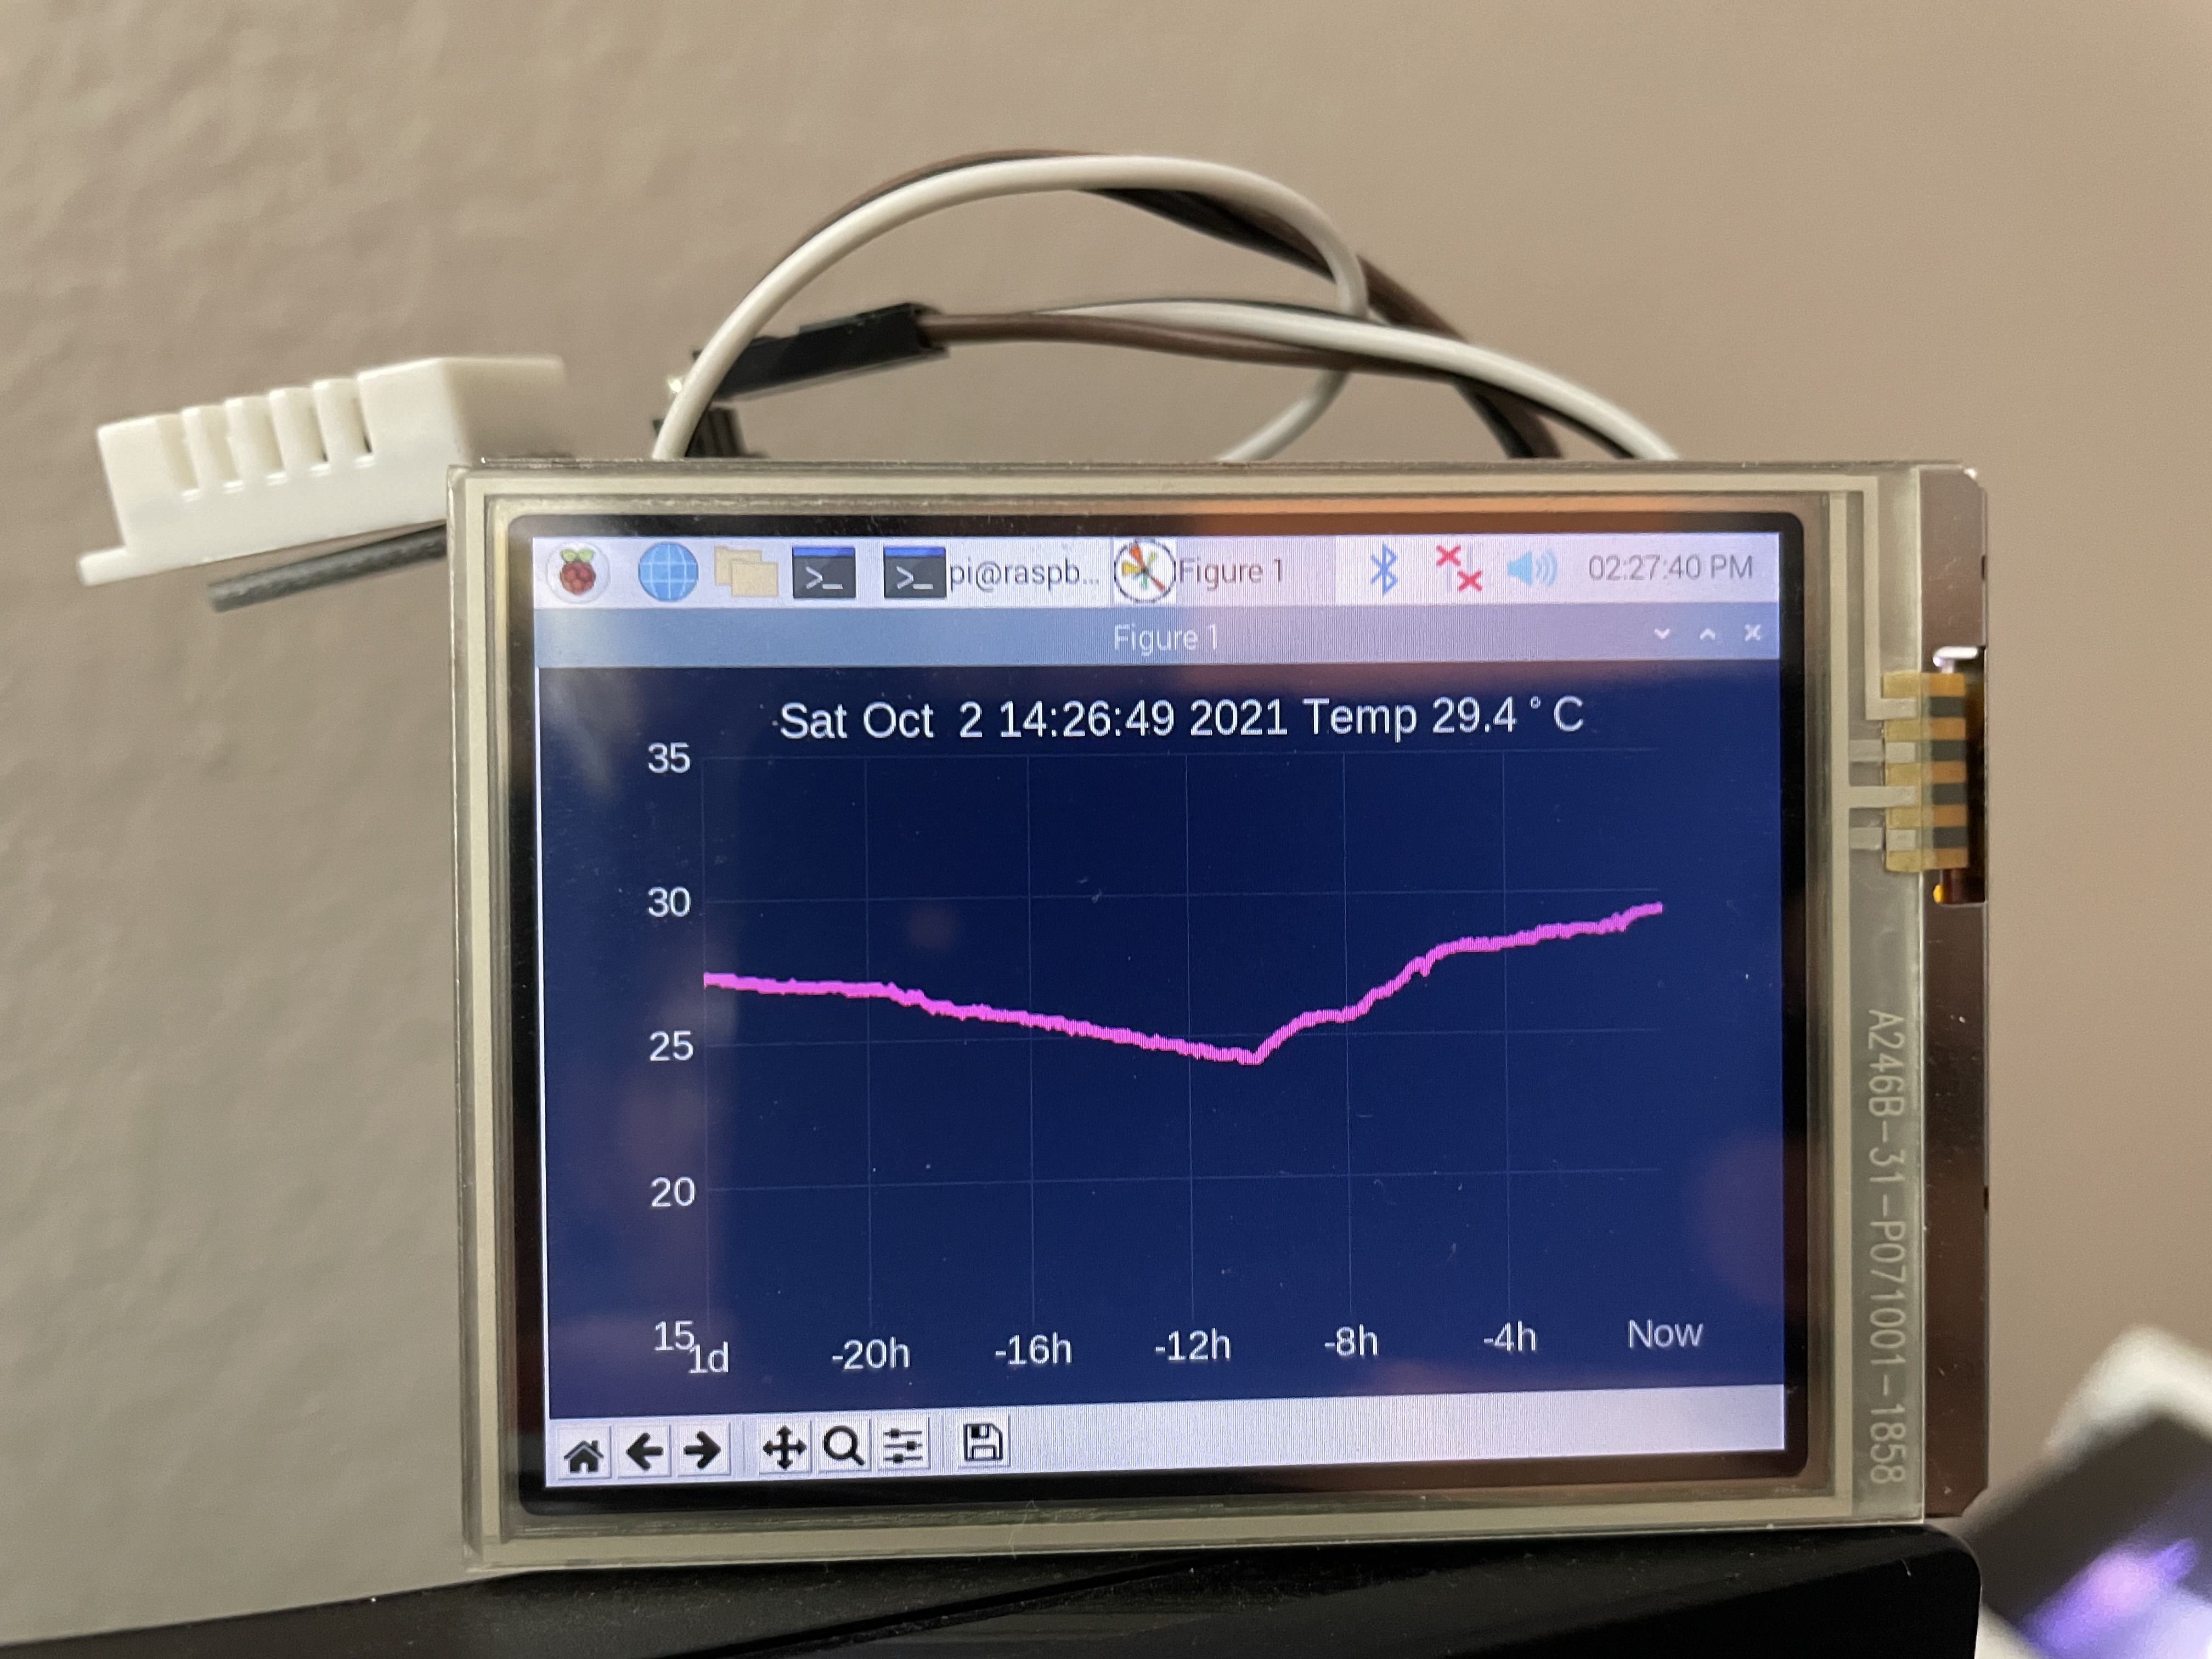 pi@raspb... Figure 1 02:27:40 PM
Figure 1
Sat Oct 2 14:26:49 2021 Temp 29.4°C
35
30
25
20
15
1d -20h -16h -12h -8h -4h Now
A246B-31-P071001-1858